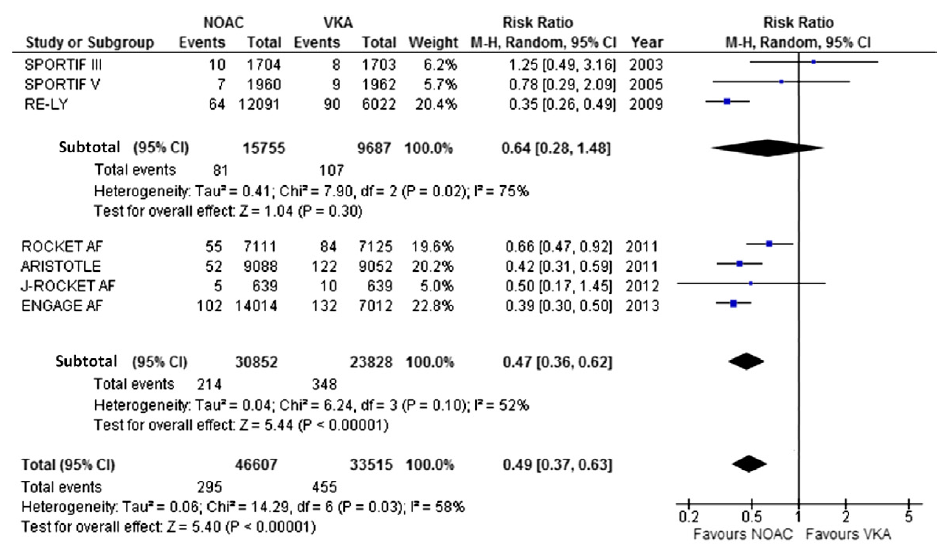 NOAC VKA Risk Ratio Risk Ratio
Study or Subgroup Events Total Events Total Weight M-H, Random, 95% CI Year M-H, Random, 95% CI
SPORTIF III 10 1704 8 1703 6.2% 1.25 [0.49, 3.16] 2003
SPORTIF V 7 1960 9 1962 5.7% 0.78 [0.29, 2.09] 2005
RE-LY 64 12091 90 6022 20.4% 0.35 [0.26, 0.49] 2009
Subtotal (95% CI) 15755 9687 100.0% 0.64 [0.28, 1.48]
Total events 81 107
Heterogeneity: Tau² = 0.41; Chi² = 7.90, df = 2 (P = 0.02); I² = 75%
Test for overall effect: Z = 1.04 (P = 0.30)
ROCKET AF 55 7111 84 7125 19.6% 0.66 [0.47, 0.92] 2011
ARISTOTLE 52 9088 122 9052 20.2% 0.42 [0.31, 0.59] 2011
J-ROCKET AF 5 639 10 639 5.0% 0.50 [0.17, 1.45] 2012
ENGAGE AF 102 14014 132 7012 22.8% 0.39 [0.30, 0.50] 2013
Subtotal (95% CI) 30852 23828 100.0% 0.47 [0.36, 0.62]
Total events 214 348
Heterogeneity: Tau² = 0.04; Chi² = 6.24, df = 3 (P = 0.10); I² = 52%
Test for overall effect: Z = 5.44 (P < 0.00001)
Total (95% CI) 46607 33515 100.0% 0.49 [0.37, 0.63]
Total events 295 455
Heterogeneity: Tau² = 0.06; Chi² = 14.29, df = 6 (P = 0.03); I² = 58%
Test for overall effect: Z = 5.40 (P < 0.00001)
0.2 0.5 1 2 5
Favours NOAC Favours VKA